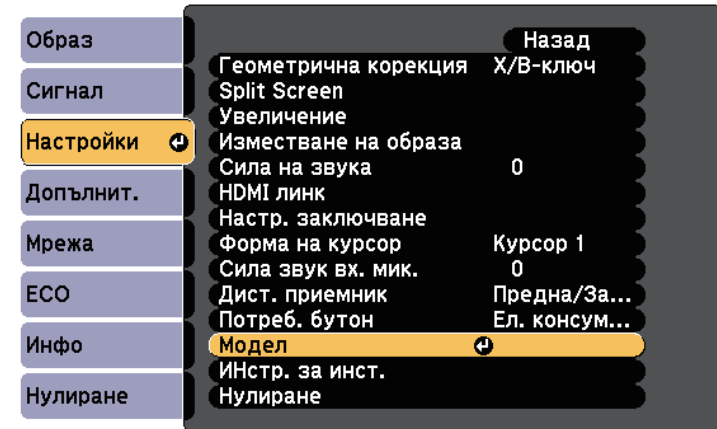 Образ
Сигнал
Настройки
Допълнит.
Мрежа
ECO
Инфо
Нулиране
Назад
Геометрична корекция Х/В-ключ
Split Screen
Увеличение
Изместване на образа
Сила на звука 0
HDMI линк
Настр. заключване
Форма на курсор Курсор 1
Сила звук вх. мик. 0
Дист. приемник Предна/За...
Потреб. бутон Ел. консум...
Модел
ИНстр. за инст.
Нулиране